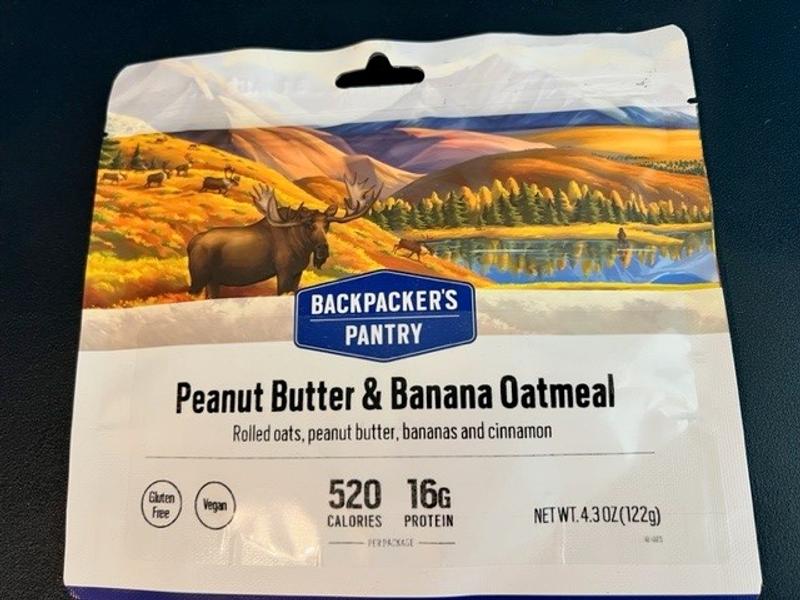 BACKPACKER'S
PANTRY
Peanut Butter & Banana Oatmeal
Rolled oats, peanut butter, bananas and cinnamon
Gluten
Free
Vegan
520
CALORIES
16G
PROTEIN
PER PACKAGE
NET WT. 4.3 OZ (122g)